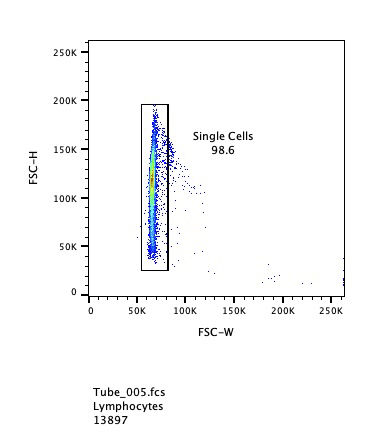 250K
200K
Single Cells
98.6
150K
FSC-H
100K
50K
0
0 50K 100K 150K 200K 250K
FSC-W
Tube_005.fcs
Lymphocytes
13897